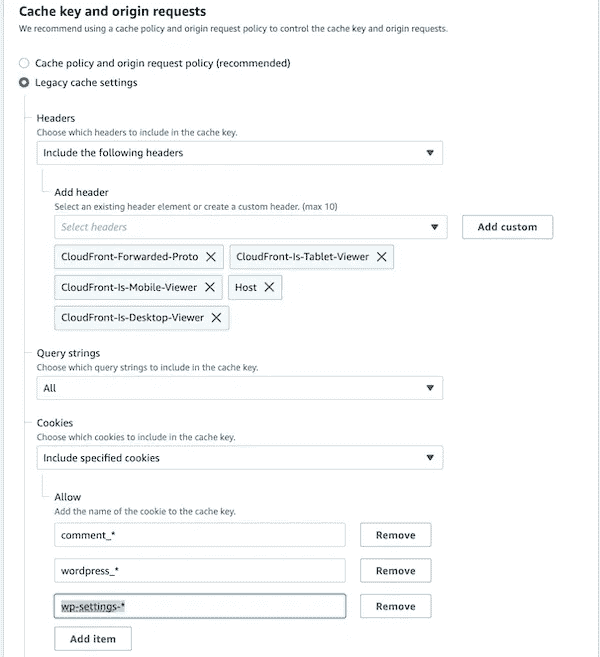 Cache key and origin requests
We recommend using a cache policy and origin request policy to control the cache key and origin requests.
Cache policy and origin request policy (recommended)
Legacy cache settings
Headers
Choose which headers to include in the cache key.
Include the following headers
Add header
Select an existing header element or create a custom header. (max 10)
Select headers
Add custom
CloudFront-Forwarded-Proto
CloudFront-Is-Tablet-Viewer
CloudFront-Is-Mobile-Viewer
Host
CloudFront-Is-Desktop-Viewer
Query strings
Choose which query strings to include in the cache key.
All
Cookies
Choose which cookies to include in the cache key.
Include specified cookies
Allow
Add the name of the cookie to the cache key.
comment_*
Remove
wordpress_*
Remove
wp-settings-*
Remove
Add item